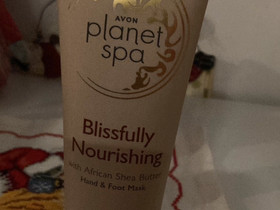 AVON
planet
spa
Blissfully
Nourishing
with African Shea Butter
Hand & Foot Mask